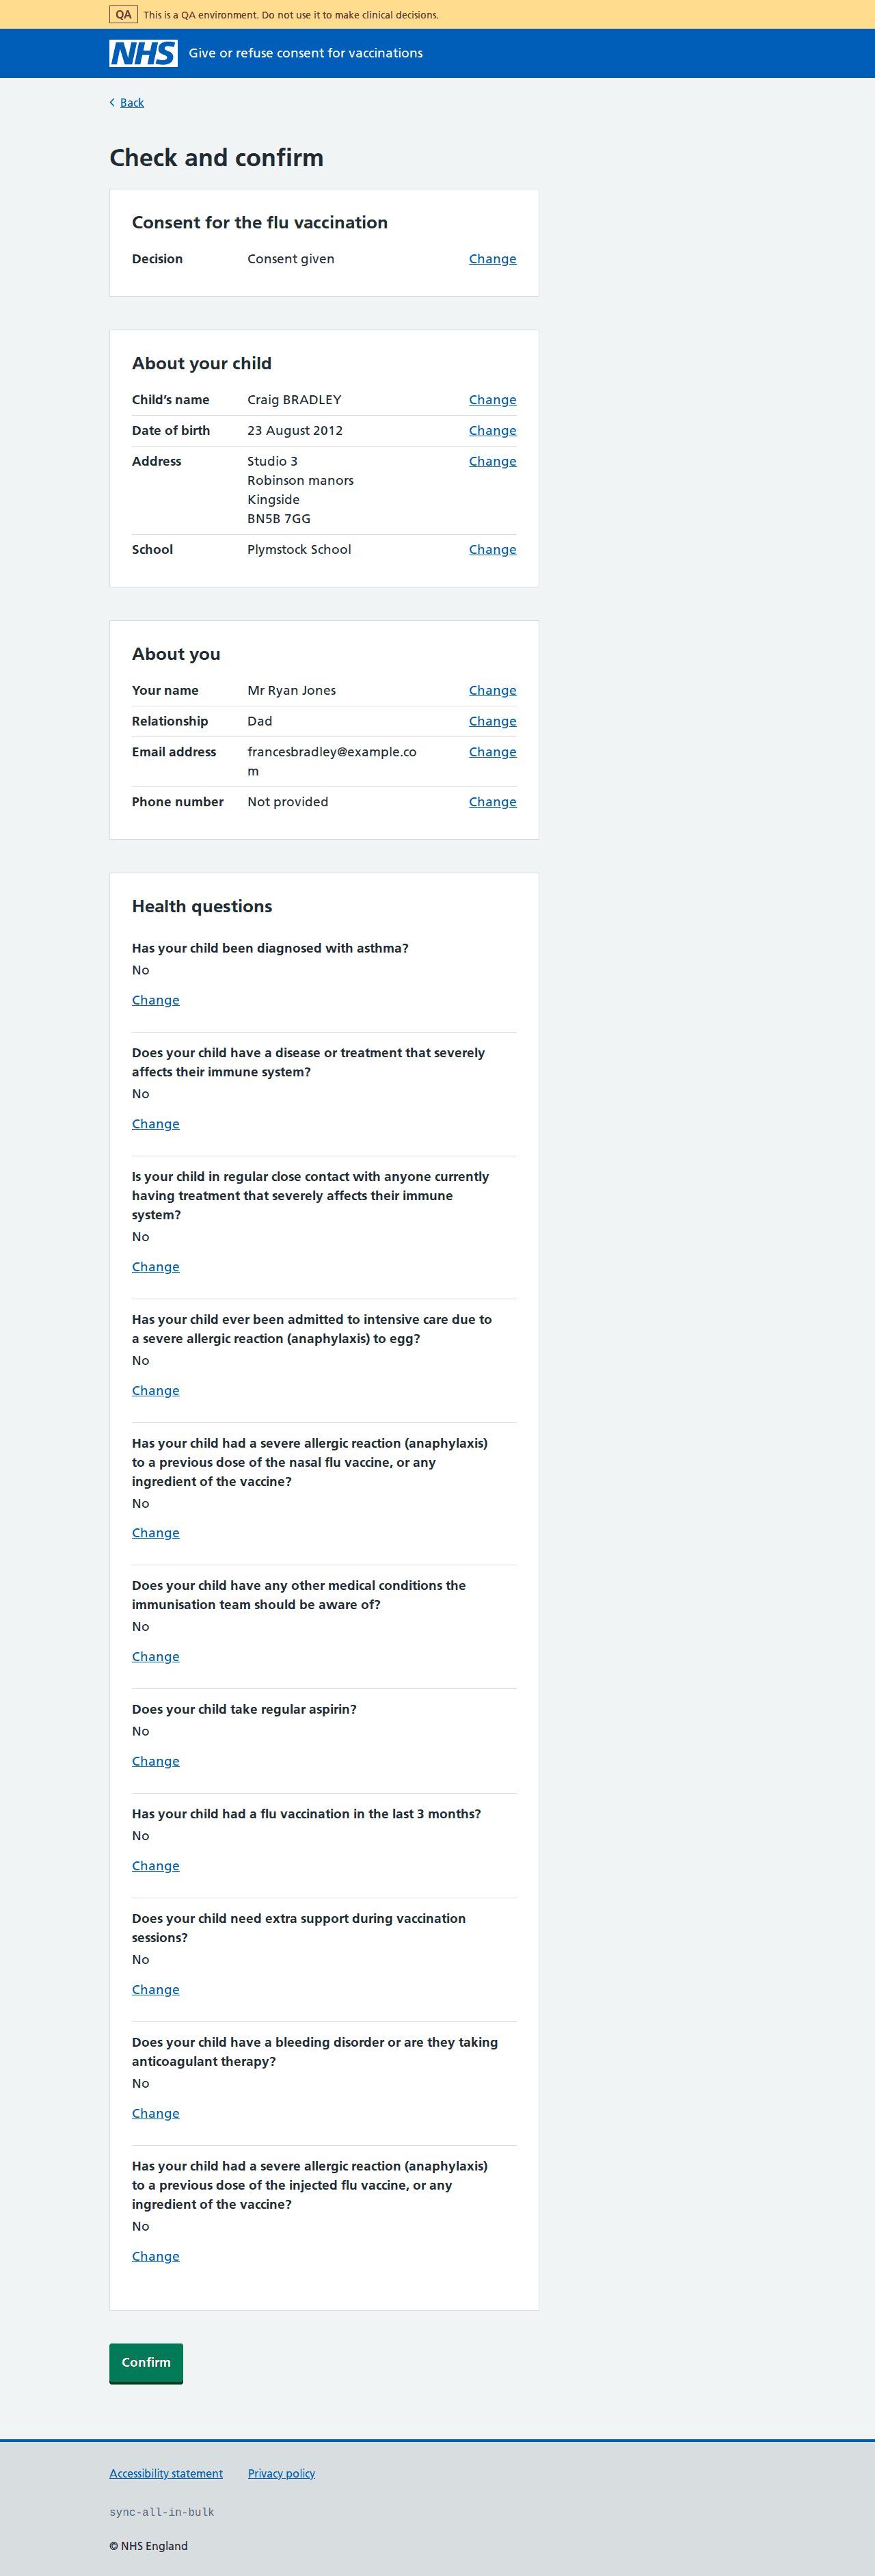 QA This is a QA environment. Do not use it to make clinical decisions.
NHS Give or refuse consent for vaccinations
Back
Check and confirm
Consent for the flu vaccination
Decision Consent given Change
About your child
Child’s name Craig BRADLEY Change
Date of birth 23 August 2012 Change
Address Studio 3 Change
Robinson manors
Kingside
BN5B 7GG
School Plymstock School Change
About you
Your name Mr Ryan Jones Change
Relationship Dad Change
Email address francesbradley@example.co Change
m
Phone number Not provided Change
Health questions
Has your child been diagnosed with asthma?
No
Change
Does your child have a disease or treatment that severely
affects their immune system?
No
Change
Is your child in regular close contact with anyone currently
having treatment that severely affects their immune
system?
No
Change
Has your child ever been admitted to intensive care due to
a severe allergic reaction (anaphylaxis) to egg?
No
Change
Has your child had a severe allergic reaction (anaphylaxis)
to a previous dose of the nasal flu vaccine, or any
ingredient of the vaccine?
No
Change
Does your child have any other medical conditions the
immunisation team should be aware of?
No
Change
Does your child take regular aspirin?
No
Change
Has your child had a flu vaccination in the last 3 months?
No
Change
Does your child need extra support during vaccination
sessions?
No
Change
Does your child have a bleeding disorder or are they taking
anticoagulant therapy?
No
Change
Has your child had a severe allergic reaction (anaphylaxis)
to a previous dose of the injected flu vaccine, or any
ingredient of the vaccine?
No
Change
Confirm
Accessibility statement Privacy policy
sync-all-in-bulk
© NHS England